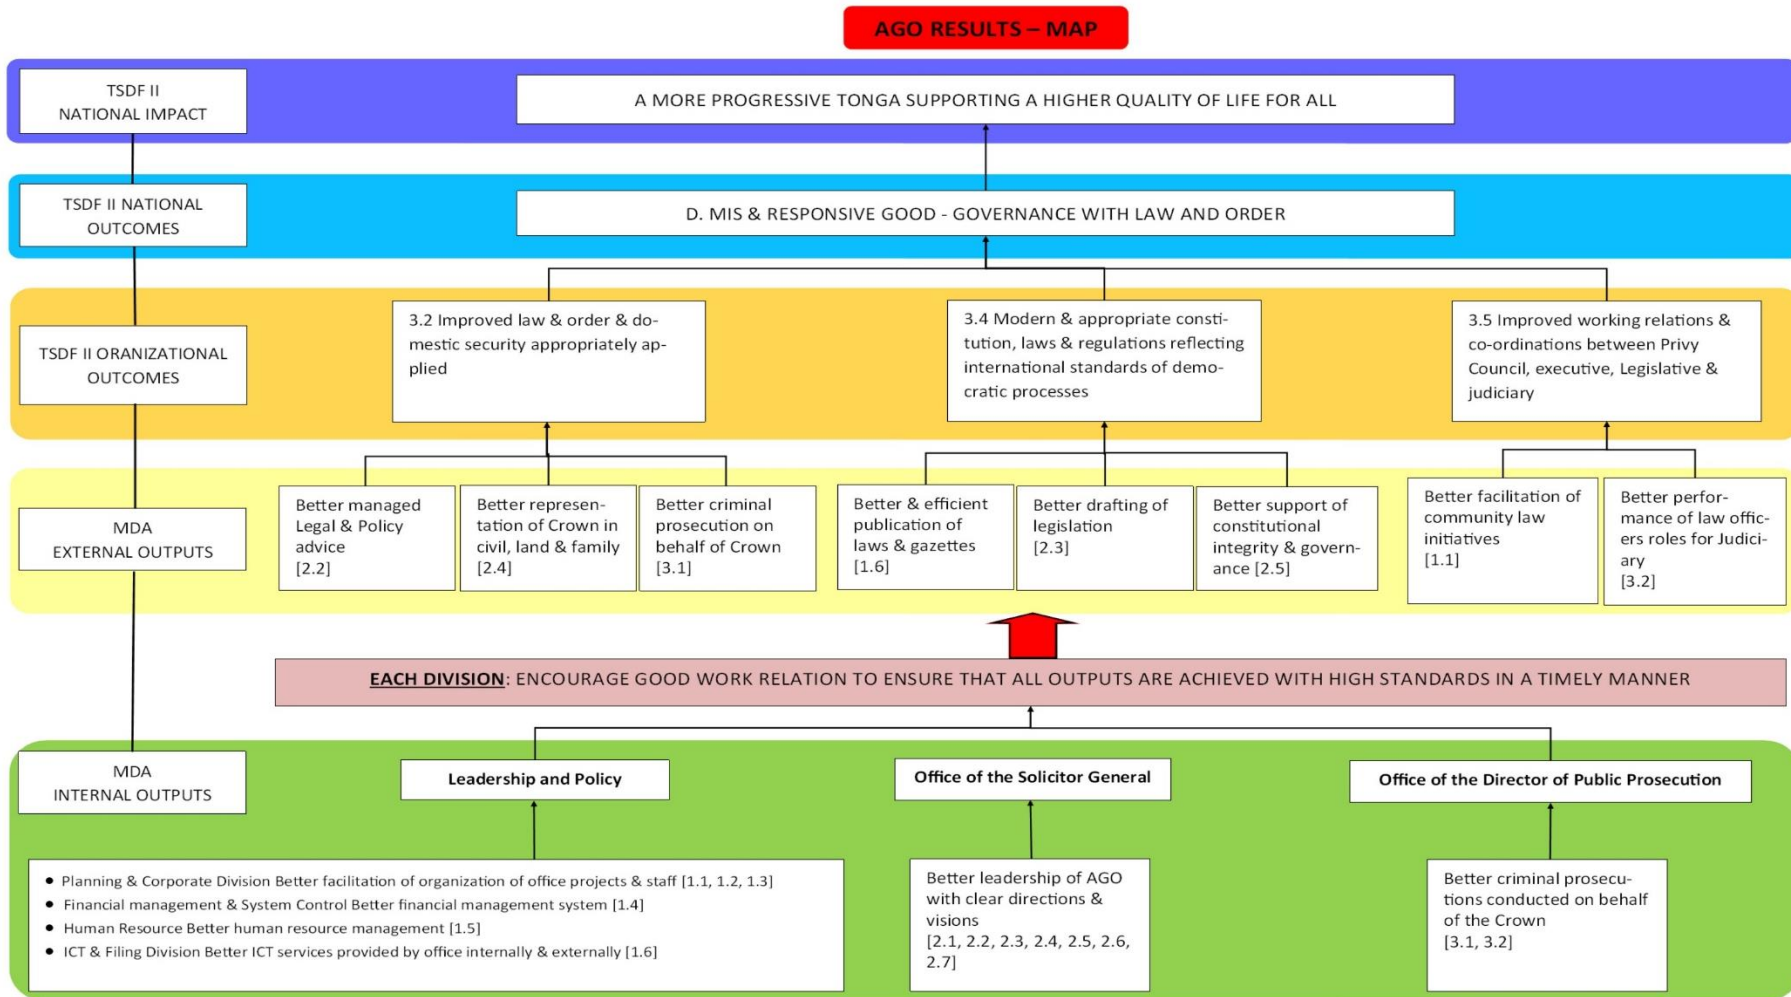 AGO RESULTS – MAP
TSDF II
NATIONAL IMPACT
A MORE PROGRESSIVE TONGA SUPPORTING A HIGHER QUALITY OF LIFE FOR ALL
TSDF II NATIONAL
OUTCOMES
D. MIS & RESPONSIVE GOOD - GOVERNANCE WITH LAW AND ORDER
TSDF II ORANIZATIONAL
OUTCOMES
3.2 Improved law & order & do-
mestic security appropriately ap-
plied
3.4 Modern & appropriate consti-
tution, laws & regulations reflecting
international standards of demo-
cratic processes
3.5 Improved working relations &
co-ordinations between Privy
Council, executive, Legislative &
judiciary
MDA
EXTERNAL OUTPUTS
Better managed
Legal & Policy
advice
[2.2]
Better represen-
tation of Crown in
civil, land & family
[2.4]
Better criminal
prosecution on
behalf of Crown
[3.1]
Better & efficient
publication of
laws & gazettes
[1.6]
Better drafting of
legislation
[2.3]
Better support of
constitutional
integrity & govern-
ance [2.5]
Better facilitation of
community law
initiatives
[1.1]
Better perfor-
mance of law offic-
ers roles for Judici-
ary
[3.2]
EACH DIVISION: ENCOURAGE GOOD WORK RELATION TO ENSURE THAT ALL OUTPUTS ARE ACHIEVED WITH HIGH STANDARDS IN A TIMELY MANNER
MDA
INTERNAL OUTPUTS
Leadership and Policy
Office of the Solicitor General
Office of the Director of Public Prosecution
• Planning & Corporate Division Better facilitation of organization of office projects & staff [1.1, 1.2, 1.3]
• Financial management & System Control Better financial management system [1.4]
• Human Resource Better human resource management [1.5]
• ICT & Filing Division Better ICT services provided by office internally & externally [1.6]
Better leadership of AGO
with clear directions &
visions
[2.1, 2.2, 2.3, 2.4, 2.5, 2.6,
2.7]
Better criminal prosecu-
tions conducted on behalf
of the Crown
[3.1, 3.2]